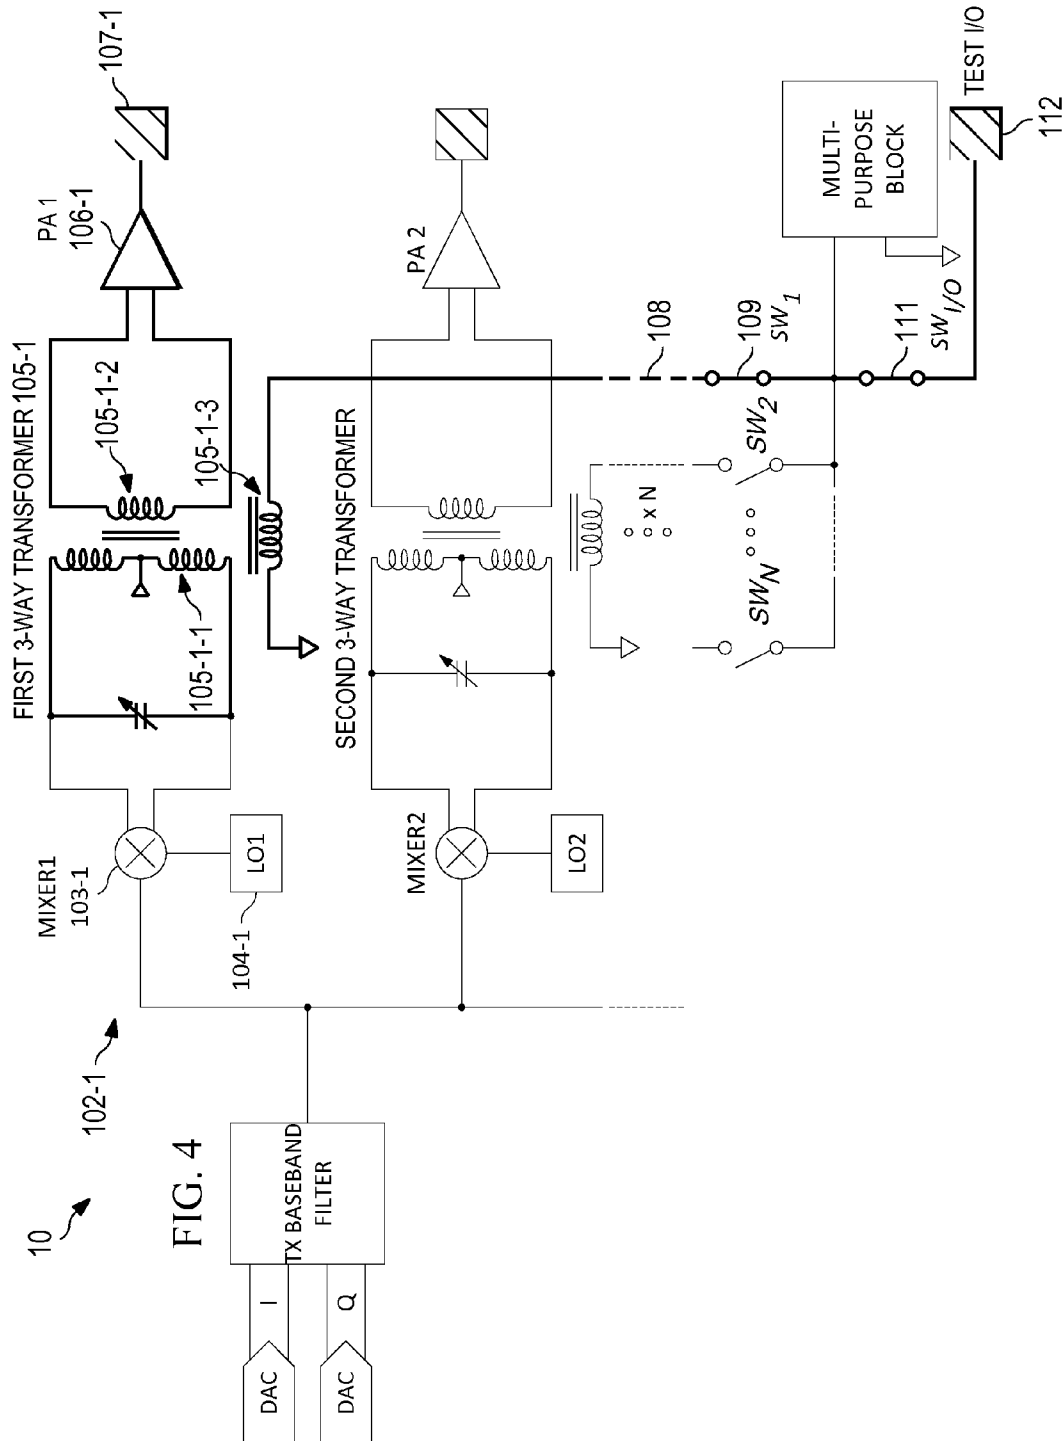 FIG. 4
10
102-1
DAC
I
DAC
Q
TX BASEBAND
FILTER
MIXER1
103-1
LO1
104-1
FIRST 3-WAY TRANSFORMER 105-1
105-1-1
105-1-2
105-1-3
PA 1
106-1
107-1
MIXER2
LO2
SECOND 3-WAY TRANSFORMER
PA 2
x N
108
109
SW1
SW2
SWN
111
SWI/O
MULTI-
PURPOSE
BLOCK
TEST I/O
112